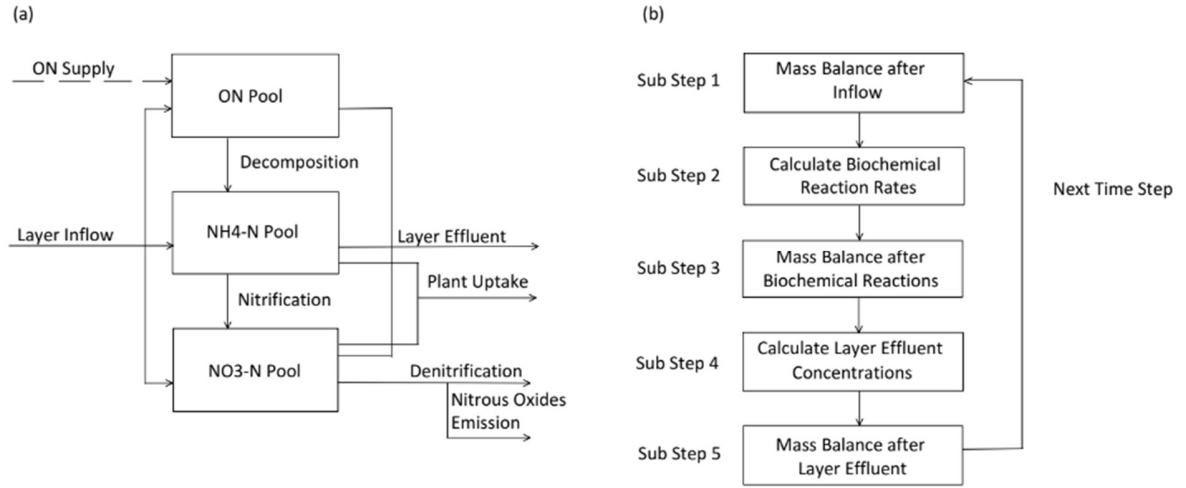 (a)
ON Supply
ON Pool
Decomposition
Layer Inflow
NH4-N Pool
Layer Effluent
Plant Uptake
Nitrification
NO3-N Pool
Denitrification
Nitrous Oxides
Emission
(b)
Sub Step 1
Mass Balance after
Inflow
Sub Step 2
Calculate Biochemical
Reaction Rates
Next Time Step
Sub Step 3
Mass Balance after
Biochemical Reactions
Sub Step 4
Calculate Layer Effluent
Concentrations
Sub Step 5
Mass Balance after
Layer Effluent